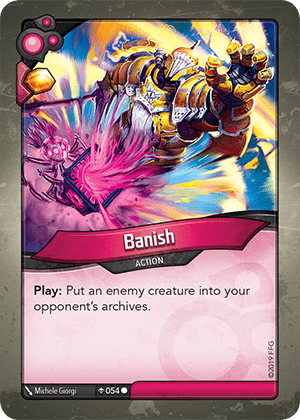 Banish
ACTION
Play: Put an enemy creature into your
opponent's archives.
Michele Giorgi
054
©2019 FFG